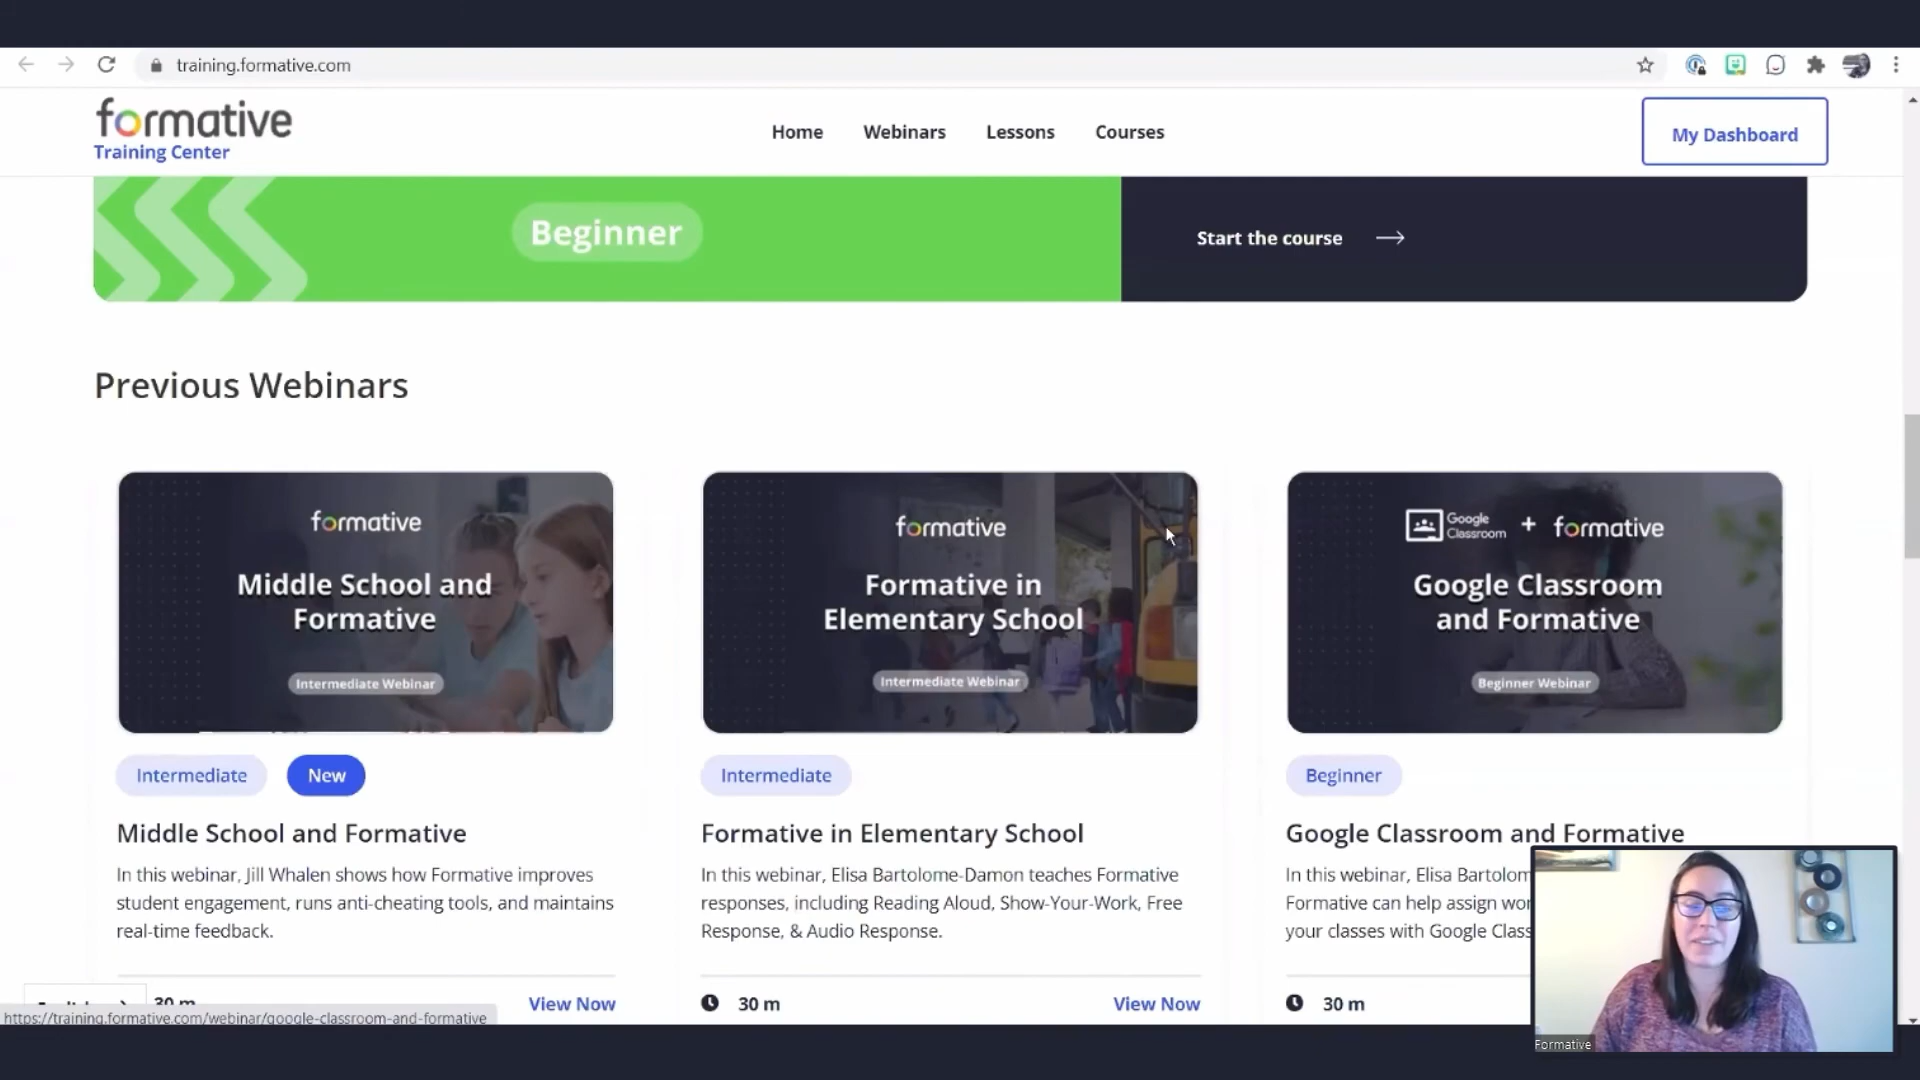 training.formative.com
formative
Training Center
Home
Webinars
Lessons
Courses
My Dashboard
Beginner
Start the course
Previous Webinars
formative
Middle School and
Formative
Intermediate Webinar
formative
Formative in
Elementary School
Intermediate Webinar
Google
Classroom
+
formative
Google Classroom
and Formative
Beginner Webinar
Intermediate
New
Middle School and Formative
In this webinar, Jill Whalen shows how Formative improves
student engagement, runs anti-cheating tools, and maintains
real-time feedback.
30 m
View Now
Intermediate
Formative in Elementary School
In this webinar, Elisa Bartolome-Damon teaches Formative
responses, including Reading Aloud, Show-Your-Work, Free
Response, & Audio Response.
30 m
View Now
Beginner
Google Classroom and Formative
In this webinar, Elisa
Formative can help assign
your classes with Google
30 m
https://training.formative.com/webinar/google-classroom-and-formative
Formative